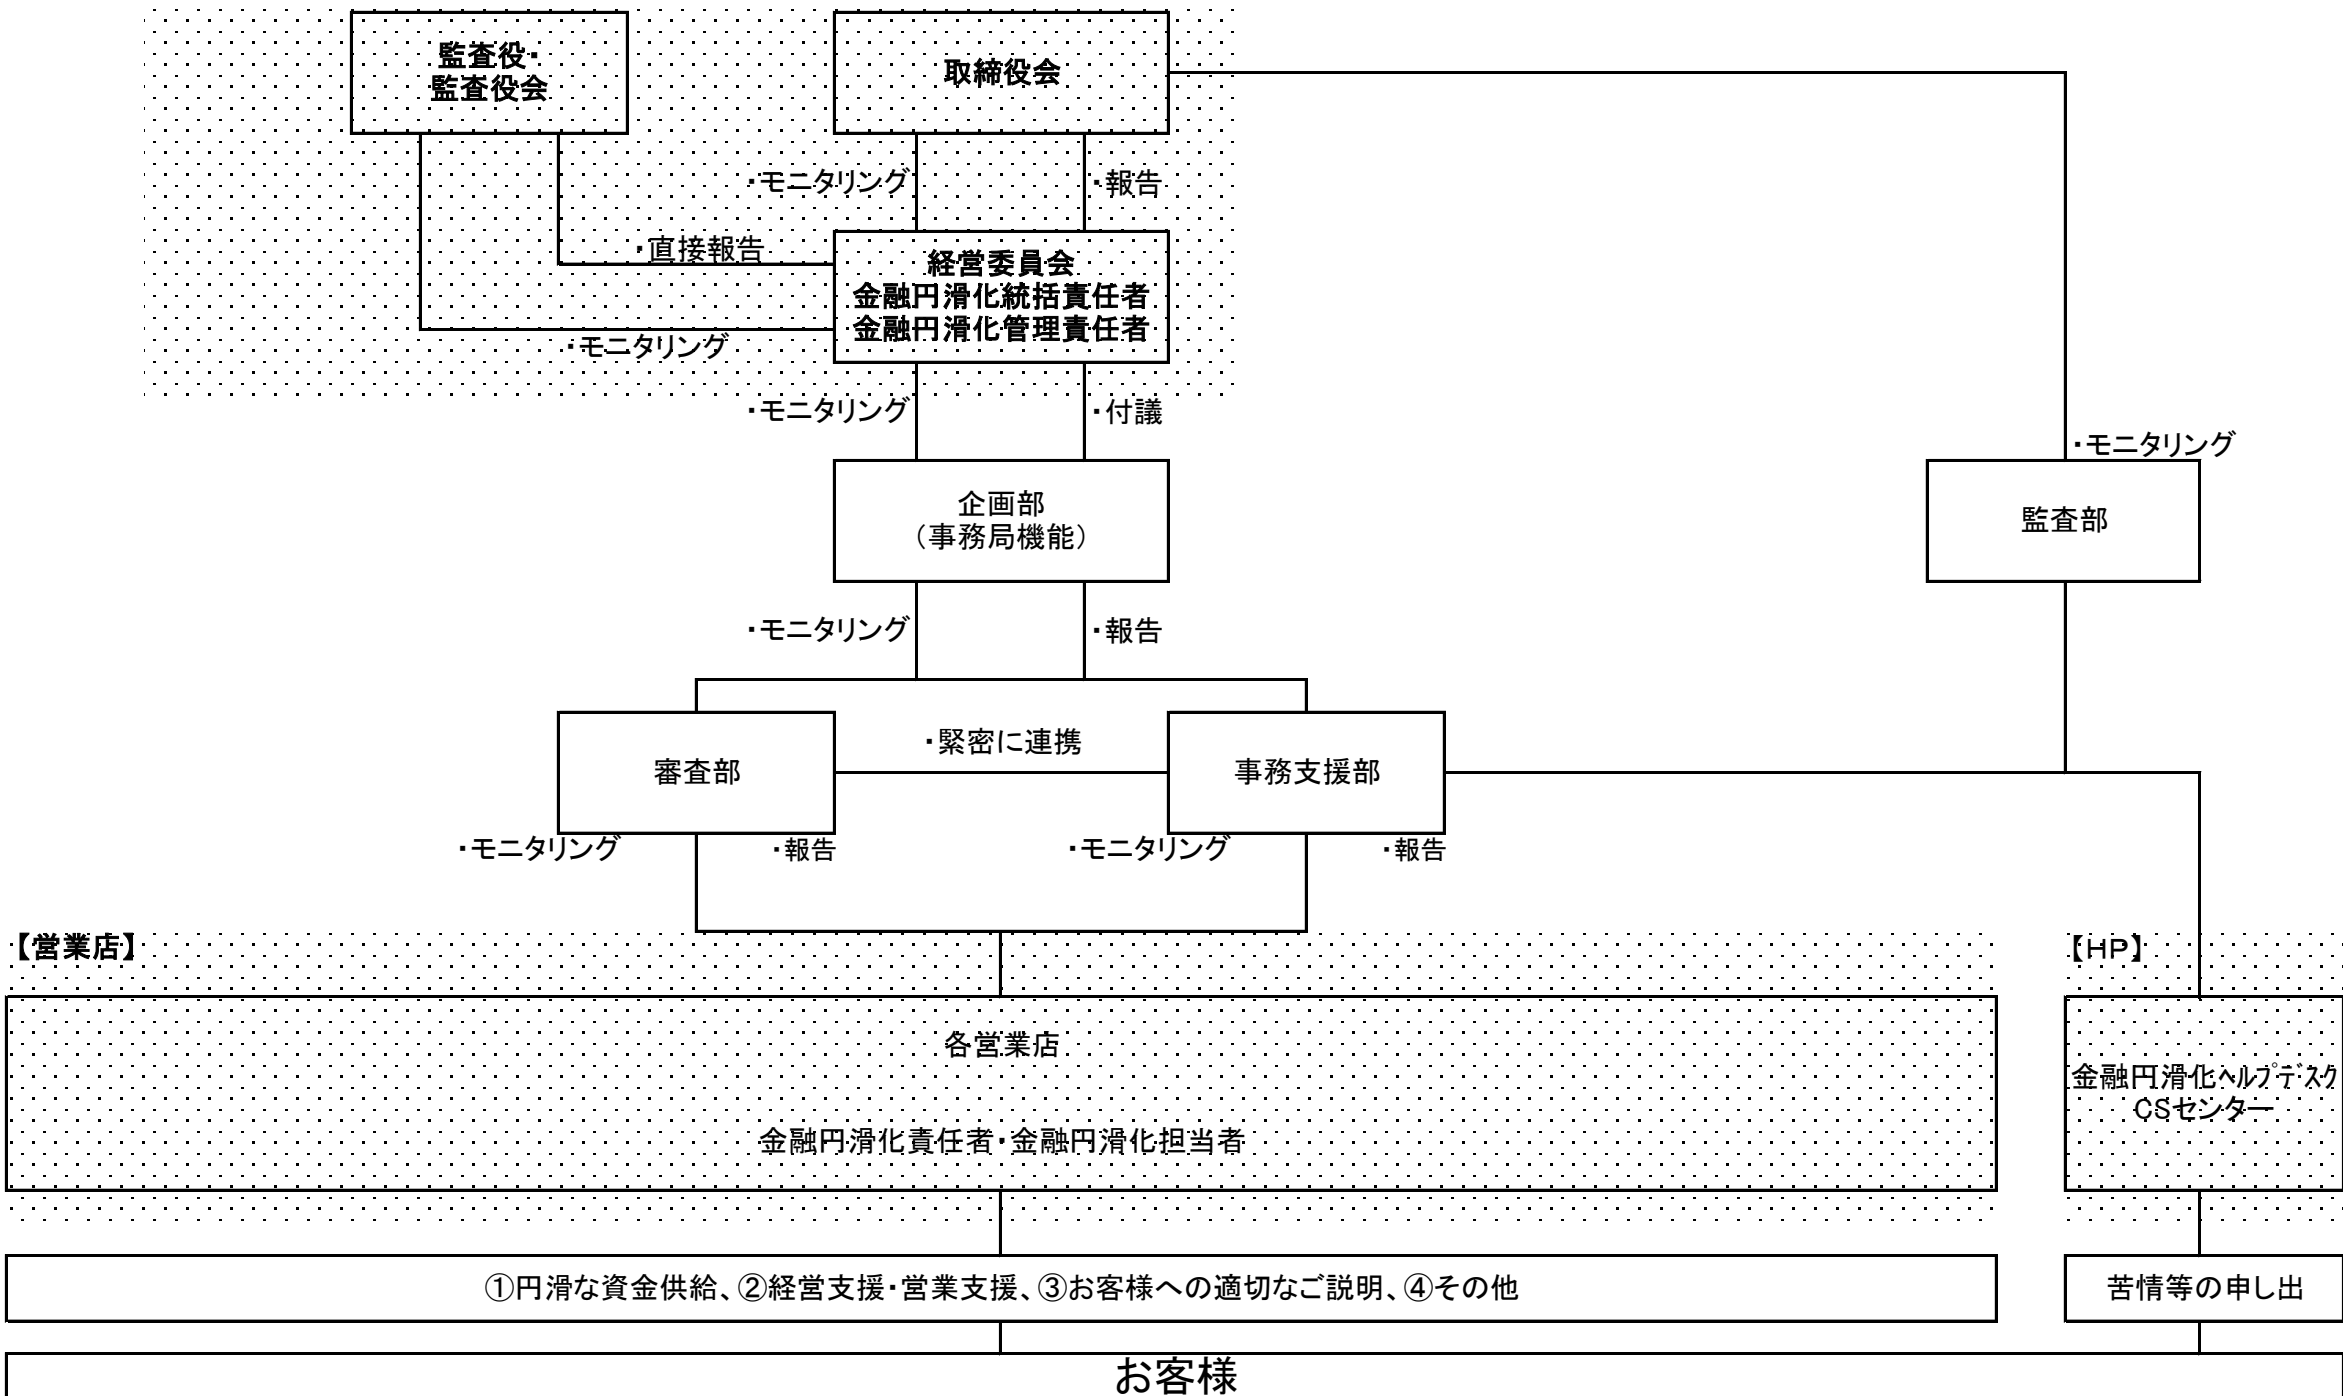 監査役・
監査役会
取締役会
・モニタリング
・報告
・直接報告
経営委員会
金融円滑化統括責任者
金融円滑化管理責任者
・モニタリング
・モニタリング
・付議
・モニタリング
企画部
（事務局機能）
監査部
・モニタリング
・報告
・緊密に連携
審査部
事務支援部
・モニタリング
・報告
・モニタリング
・報告
【営業店】
【HP】
各営業店
金融円滑化責任者・金融円滑化担当者
金融円滑化ﾍﾙﾌﾟﾃﾞｽｸ
CSセンター
①円滑な資金供給、②経営支援・営業支援、③お客様への適切なご説明、④その他
苦情等の申し出
お客様